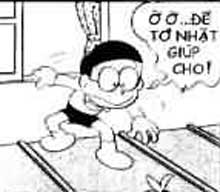 Ờ Ờ...ĐỂ
TỚ NHẶT
GIÚP
CHO!